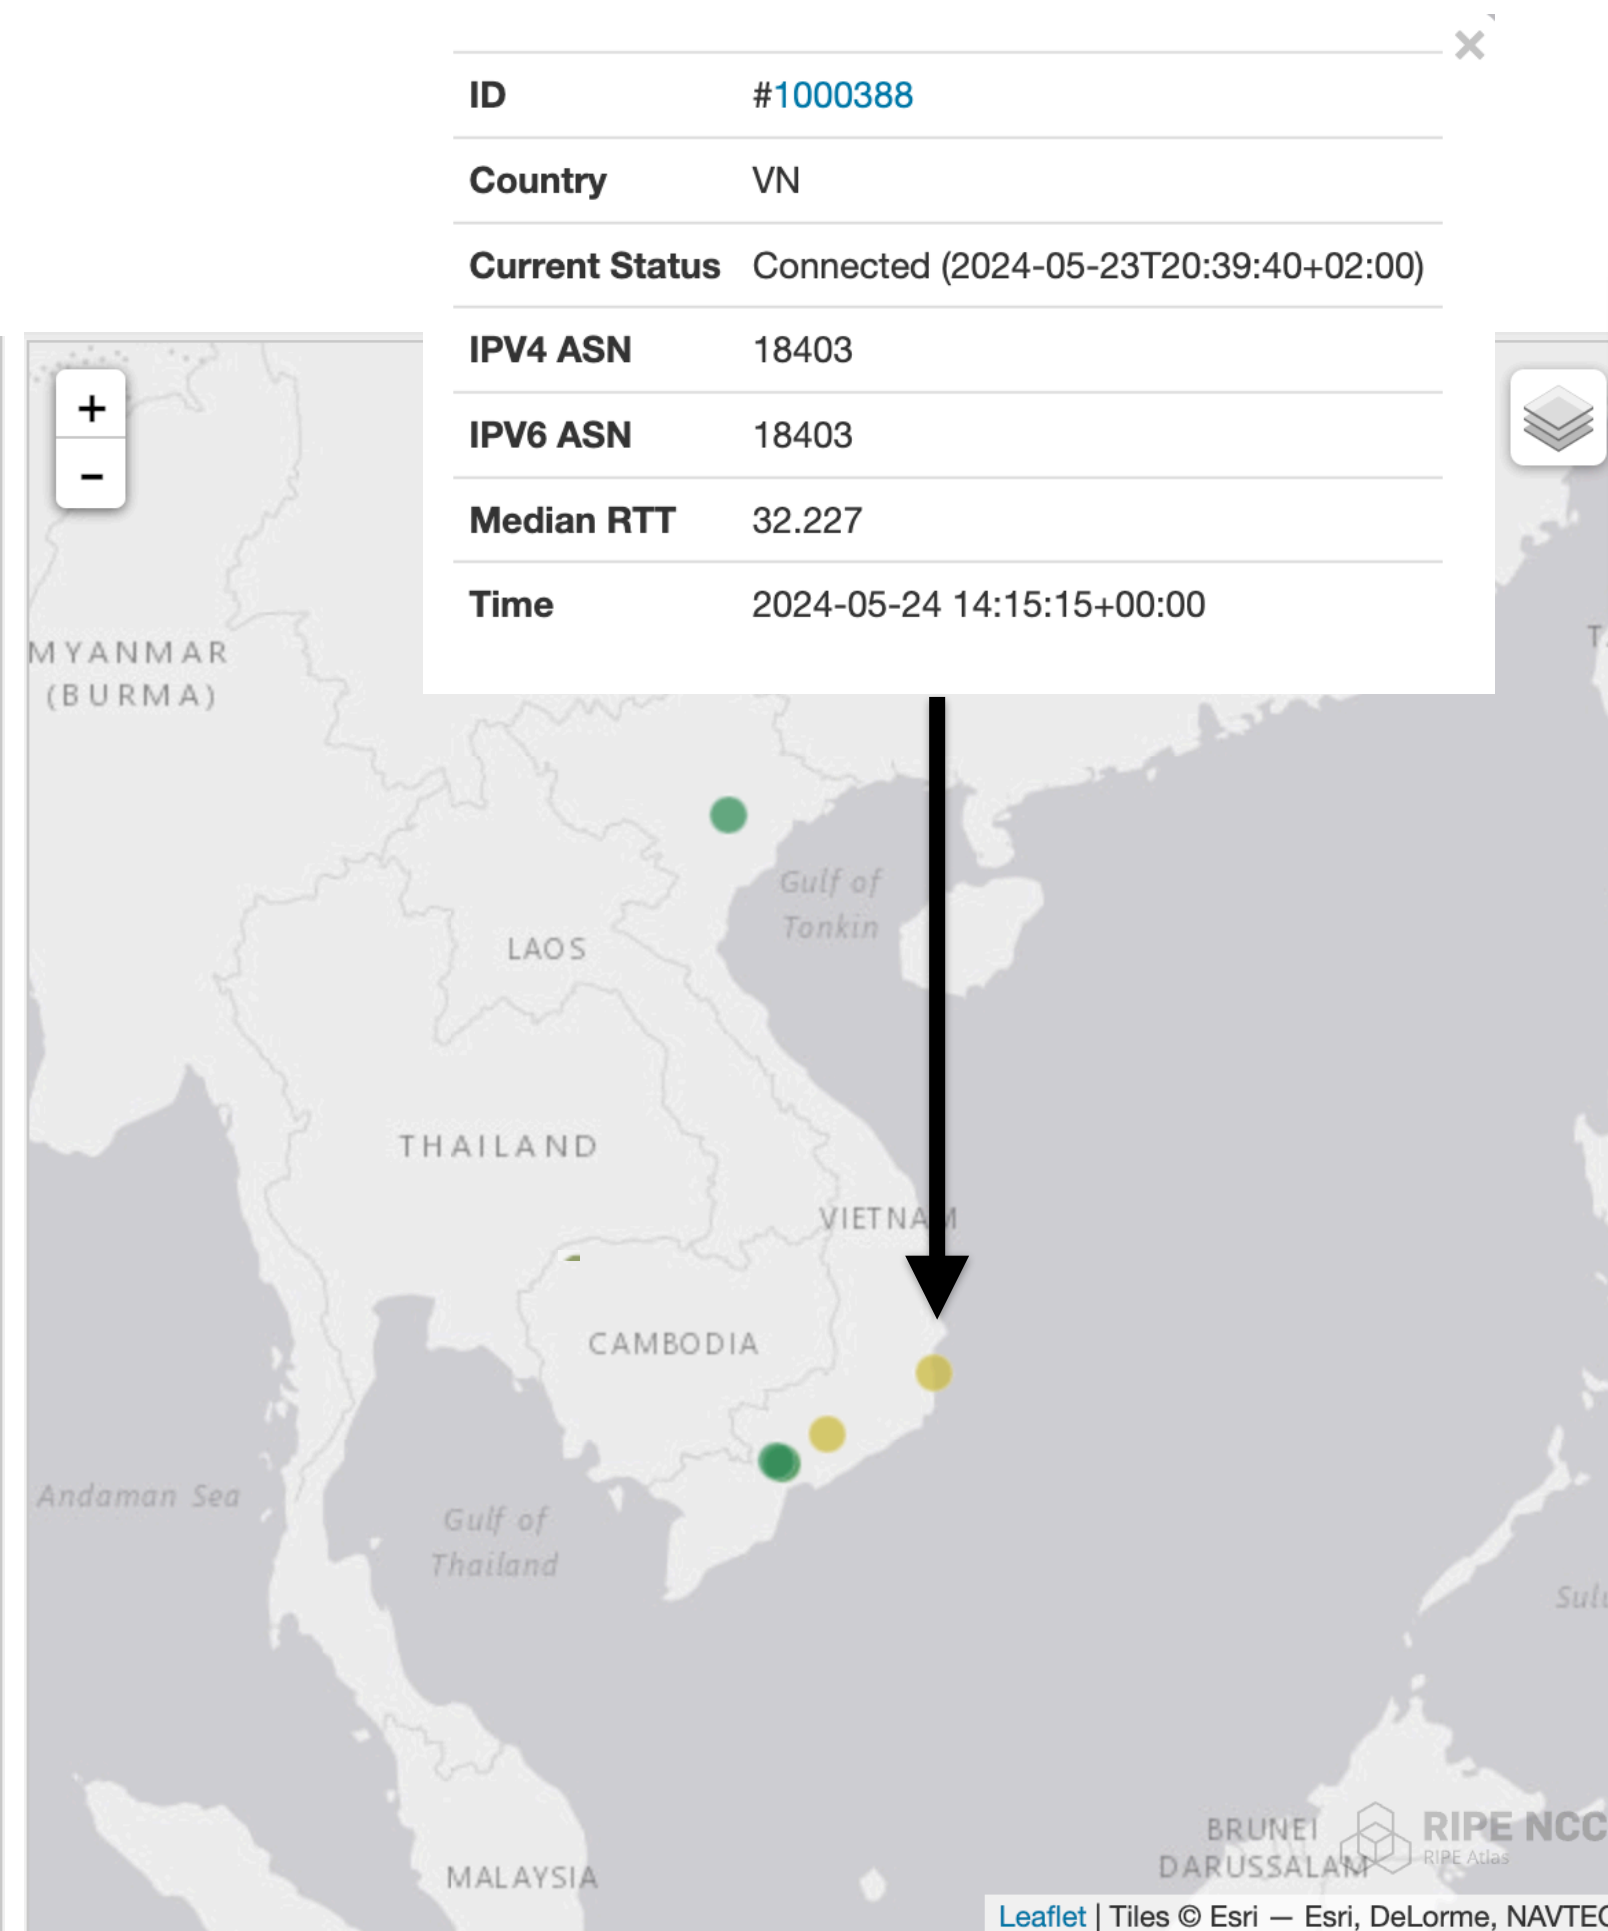 ×
ID #1000388
Country VN
Current Status Connected (2024-05-23T20:39:40+02:00)
IPV4 ASN 18403
IPV6 ASN 18403
Median RTT 32.227
Time 2024-05-24 14:15:15+00:00
+
−
MYANMAR
(BURMA)
Gulf of
Tonkin
LAOS
THAILAND
VIETNAM
CAMBODIA
Andaman Sea
Gulf of
Thailand
MALAYSIA
BRUNEI
DARUSSALAM
RIPE NCC
RIPE Atlas
Leaflet | Tiles © Esri — Esri, DeLorme, NAVTEQ